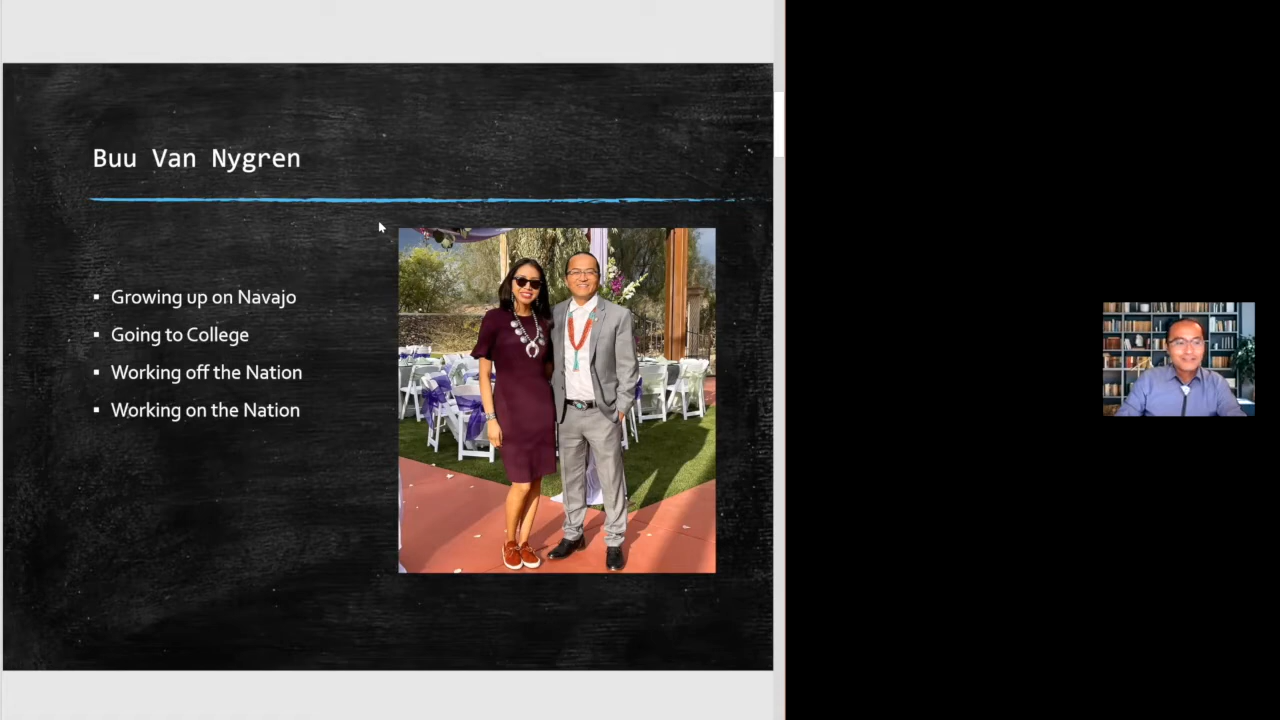 Buu Van Nygren
▪ Growing up on Navajo
▪ Going to College
▪ Working off the Nation
▪ Working on the Nation